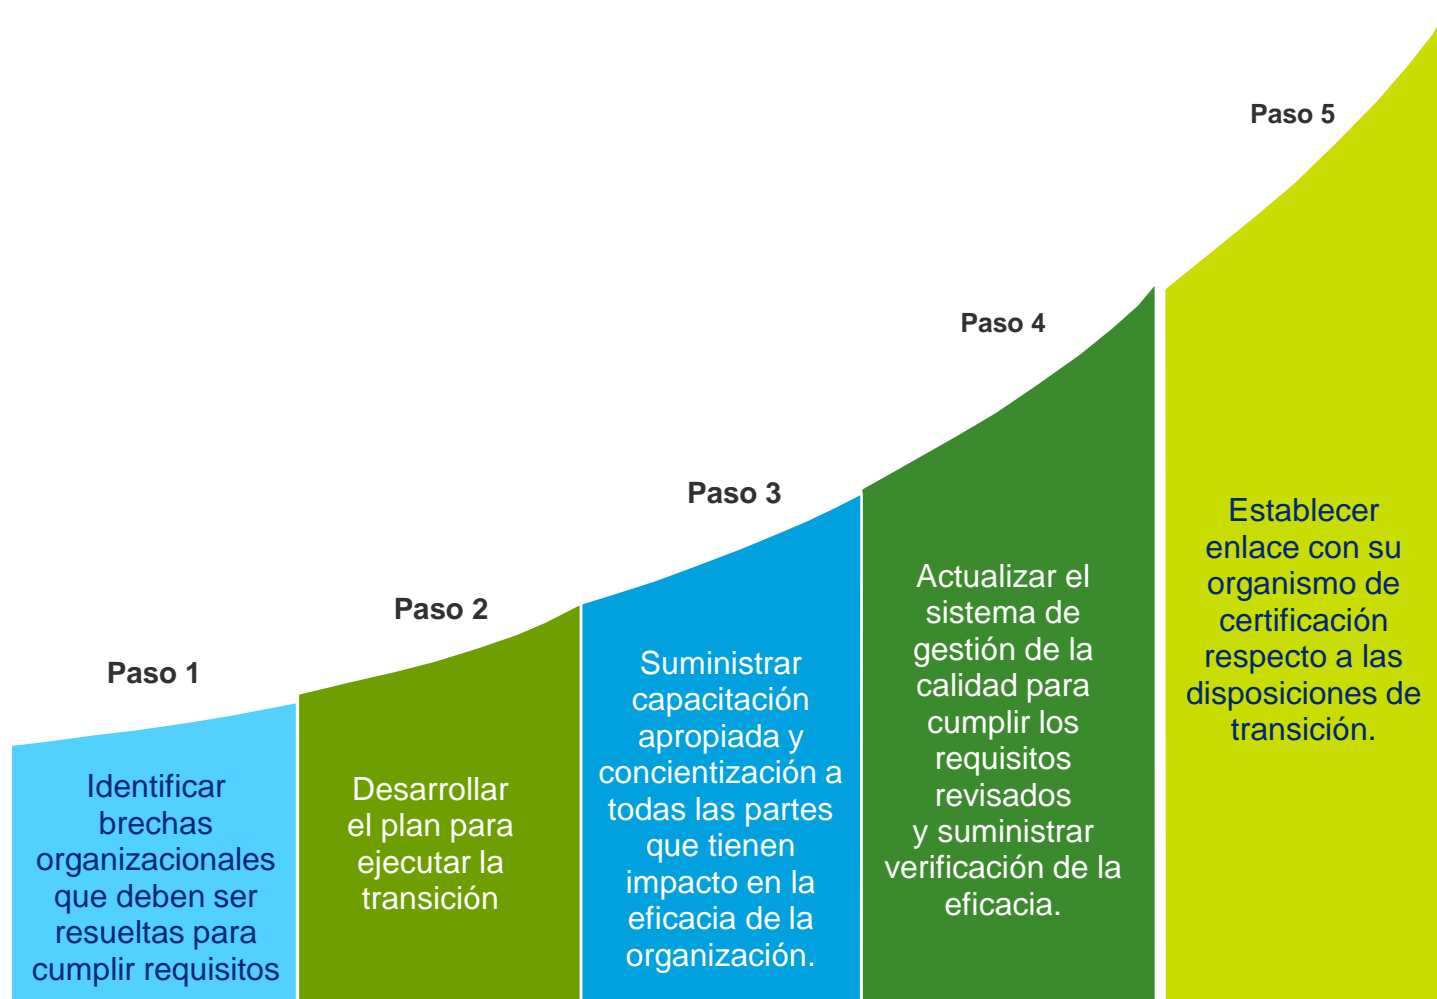 Paso 1
Identificar
brechas
organizacionales
que deben ser
resueltas para
cumplir requisitos
Paso 2
Desarrollar
el plan para
ejecutar la
transición
Paso 3
Suministrar
capacitación
apropiada y
concientización a
todas las partes
que tienen
impacto en la
eficacia de la
organización.
Paso 4
Actualizar el
sistema de
gestión de la
calidad para
cumplir los
requisitos
revisados
y suministrar
verificación de la
eficacia.
Paso 5
Establecer
enlace con su
organismo de
certificación
respecto a las
disposiciones de
transición.